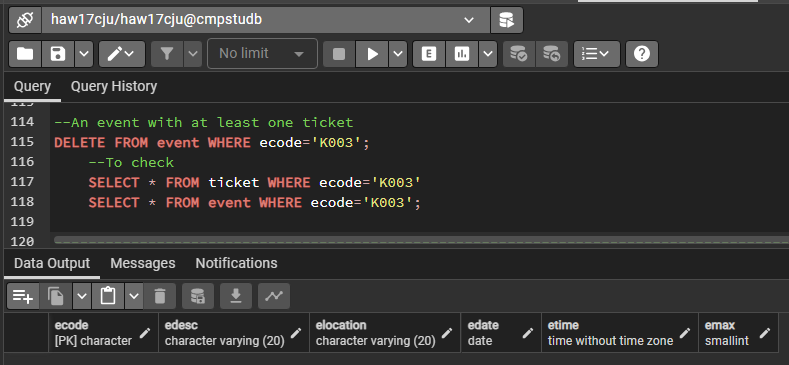 haw17cju/haw17cju@cmpstudb
No limit
E
Query Query History
114 --An event with at least one ticket
115 DELETE FROM event WHERE ecode='K003';
116 --To check
117 SELECT * FROM ticket WHERE ecode='K003'
118 SELECT * FROM event WHERE ecode='K003';
119
120
Data Output Messages Notifications
ecode edesc elocation edate etime emax
[PK] character character varying (20) character varying (20) date time without time zone smallint